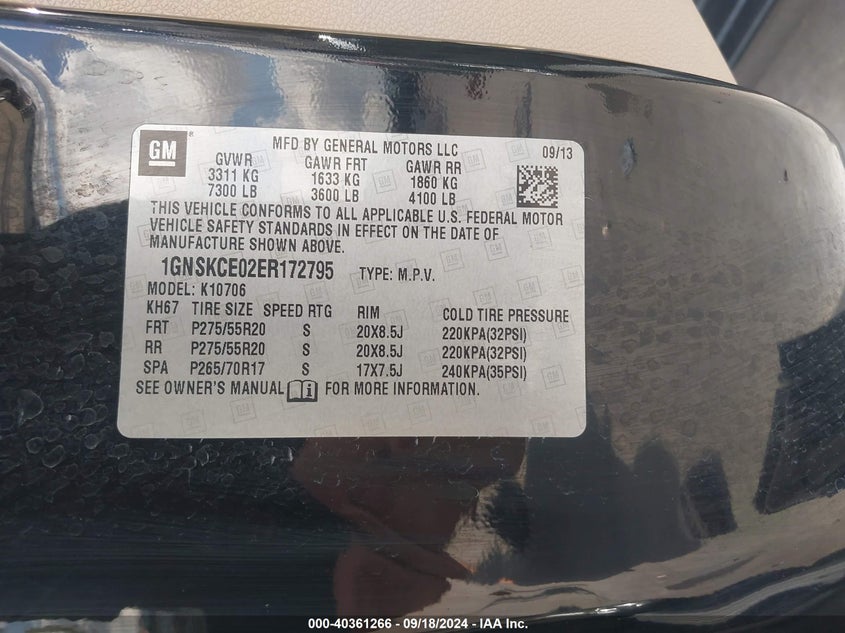 GM ®
MFD BY GENERAL MOTORS LLC 09/13
GVWR GAWR FRT GAWR RR
3311 KG 1633 KG 1860 KG
7300 LB 3600 LB 4100 LB
THIS VEHICLE CONFORMS TO ALL APPLICABLE U.S. FEDERAL MOTOR
VEHICLE SAFETY STANDARDS IN EFFECT ON THE DATE OF
MANUFACTURE SHOWN ABOVE.
1GNSKCE02ER172795 TYPE: M.P.V.
MODEL: K10706
KH67 TIRE SIZE SPEED RTG RIM COLD TIRE PRESSURE
FRT P275/55R20 S 20X8.5J 220KPA(32PSI)
RR P275/55R20 S 20X8.5J 220KPA(32PSI)
SPA P265/70R17 S 17X7.5J 240KPA(35PSI)
SEE OWNER'S MANUAL i FOR MORE INFORMATION.
000-40361266 - 09/18/2024 - IAA Inc.